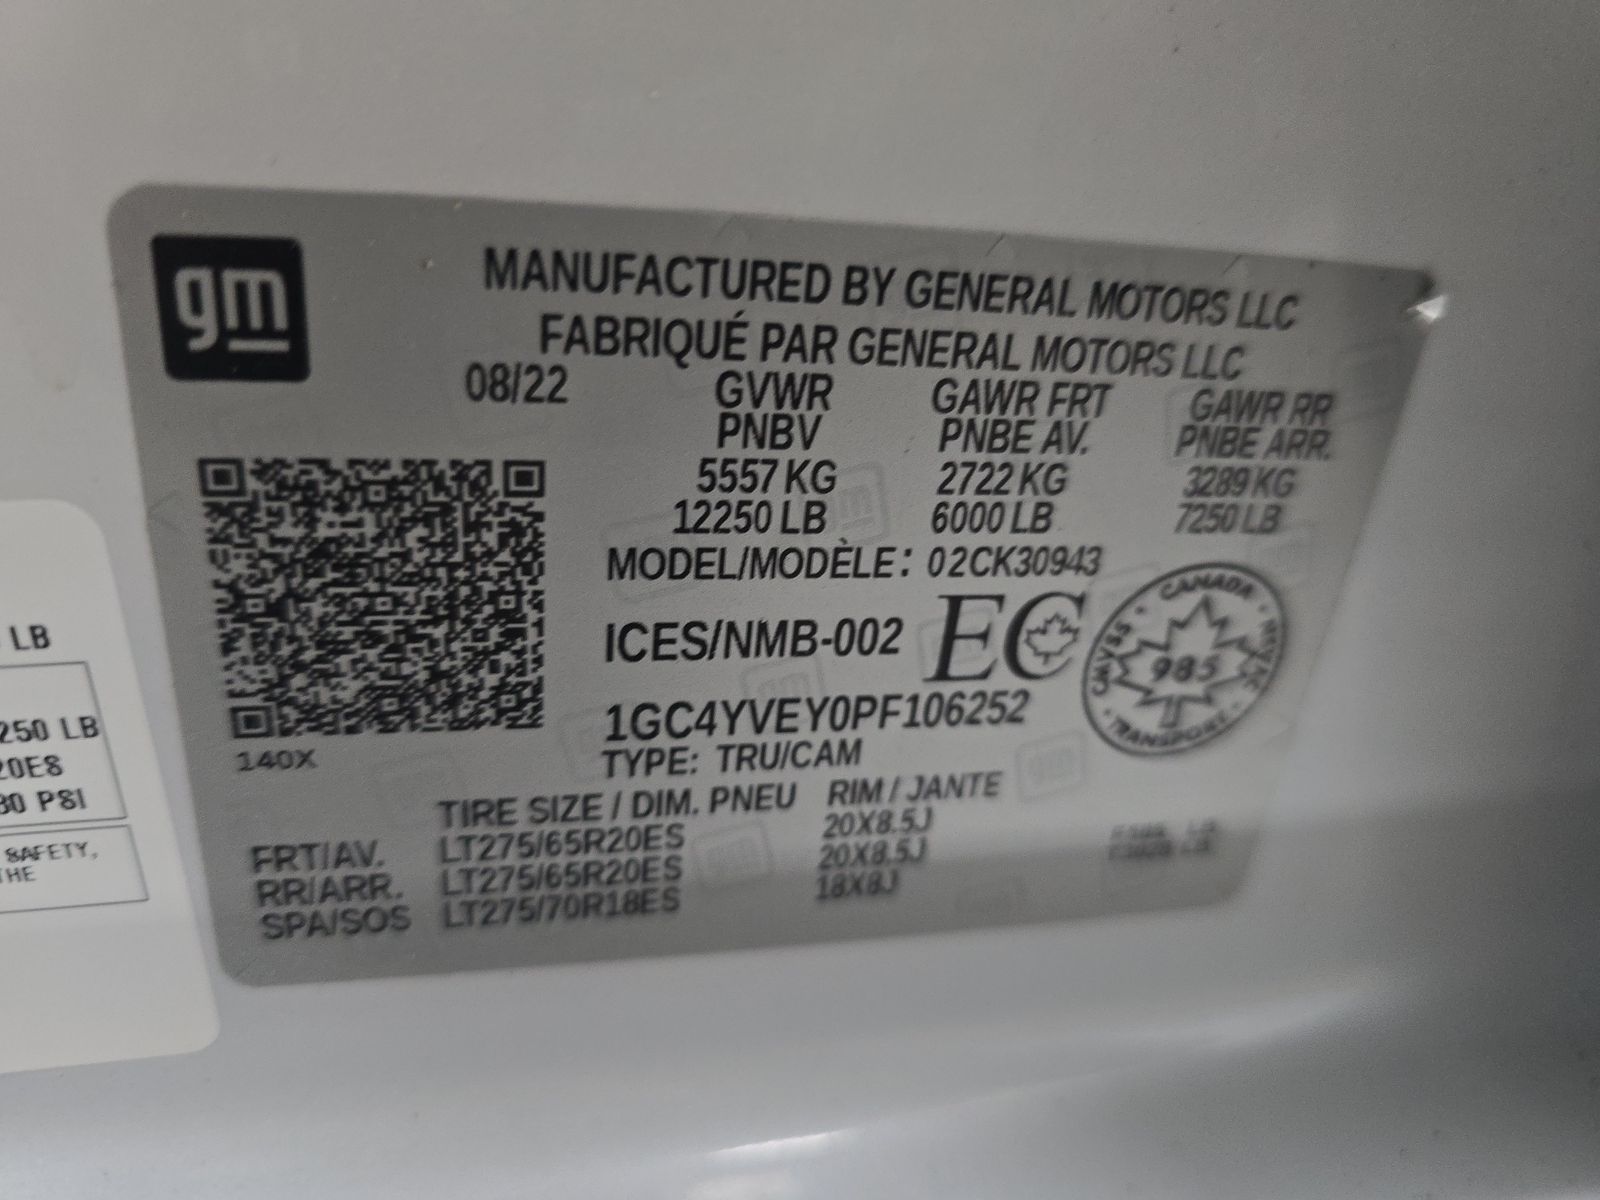 gm
MANUFACTURED BY GENERAL MOTORS LLC
FABRIQUÉ PAR GENERAL MOTORS LLC
08/22 GVWR GAWR FRT GAWR RR
PNBV PNBE AV. PNBE ARR.
5557 KG 2722 KG 3289 KG
12250 LB 6000 LB 7250 LB
MODEL/MODÈLE: 02CK30943
ICES/NMB-002 EC
CANADA
CMVSS NSVAC
985
TRANSPORT
1GC4YVEY0PF106252
140X
TYPE: TRU/CAM
TIRE SIZE / DIM. PNEU RIM / JANTE
FRT/AV. LT275/65R20ES 20X8.5J
RR/ARR. LT275/65R20ES 20X8.5J
SPA/SOS LT275/70R18ES 18X8J
LB
250 LB
20E8
80 PSI
SAFETY,
THE